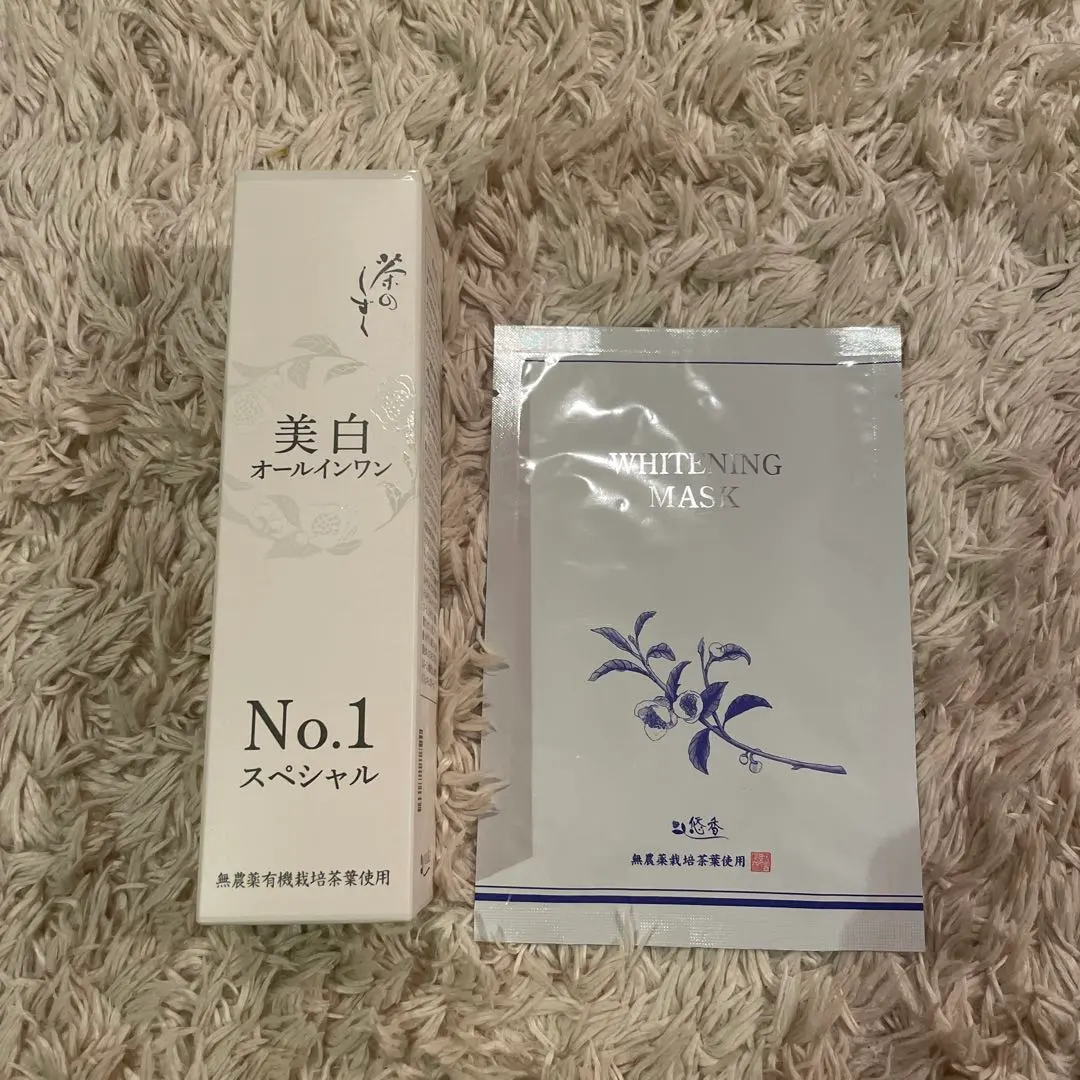 茶の
しずく
美白
オールインワン
No.1
スペシャル
無農薬有機栽培茶葉使用
WHITENING
MASK
悠香
無農薬栽培茶葉使用